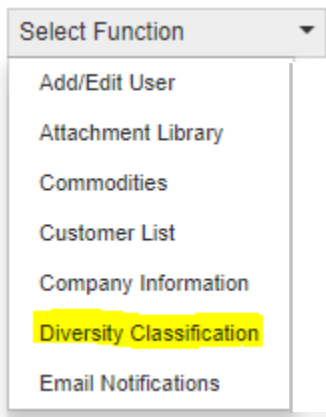 Select Function
Add/Edit User
Attachment Library
Commodities
Customer List
Company Information
Diversity Classification
Email Notifications